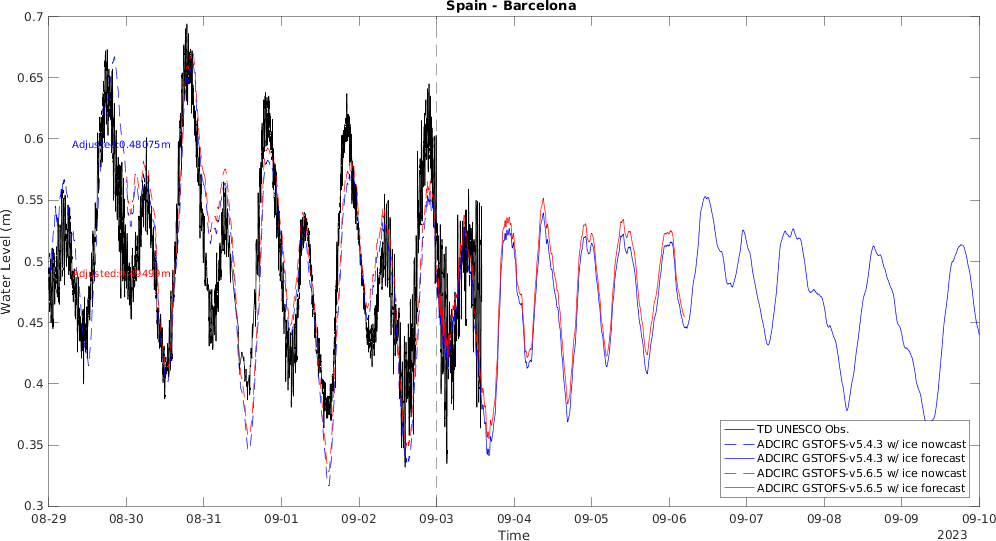 Spain - Barcelona
Water Level (m)
0.7
0.65
0.6
0.55
0.5
0.45
0.4
0.35
0.3
Adjusted:0.48075m
08-29 08-30 08-31 09-01 09-02 09-03 09-04 09-05 09-06 09-07 09-08 09-09 09-10
Time
2023
TD UNESCO Obs.
ADCIRC GSTOFS-v5.4.3 w/ ice nowcast
ADCIRC GSTOFS-v5.4.3 w/ ice forecast
ADCIRC GSTOFS-v5.6.5 w/ ice nowcast
ADCIRC GSTOFS-v5.6.5 w/ ice forecast